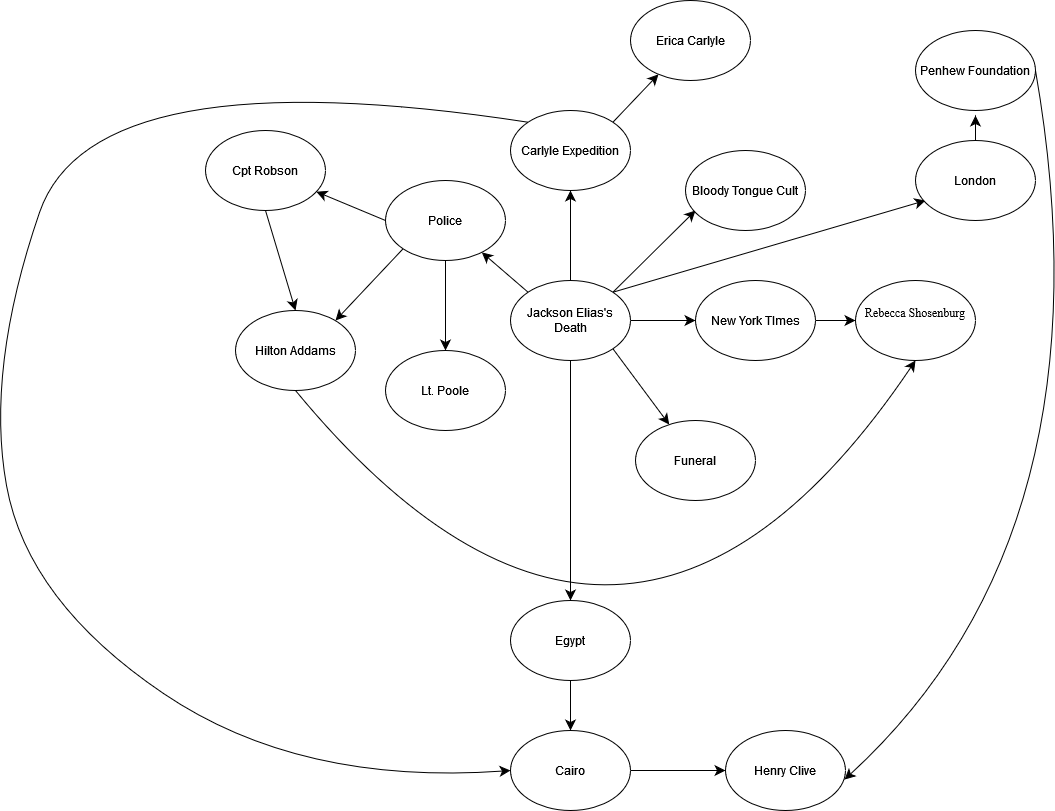 Erica Carlyle
Penhew Foundation
Carlyle Expedition
Cpt Robson
Bloody Tongue Cult
London
Police
Jackson Elias's
Death
New York TImes
Rebecca Shosenburg
Hilton Addams
Lt. Poole
Funeral
Egypt
Cairo
Henry Clive